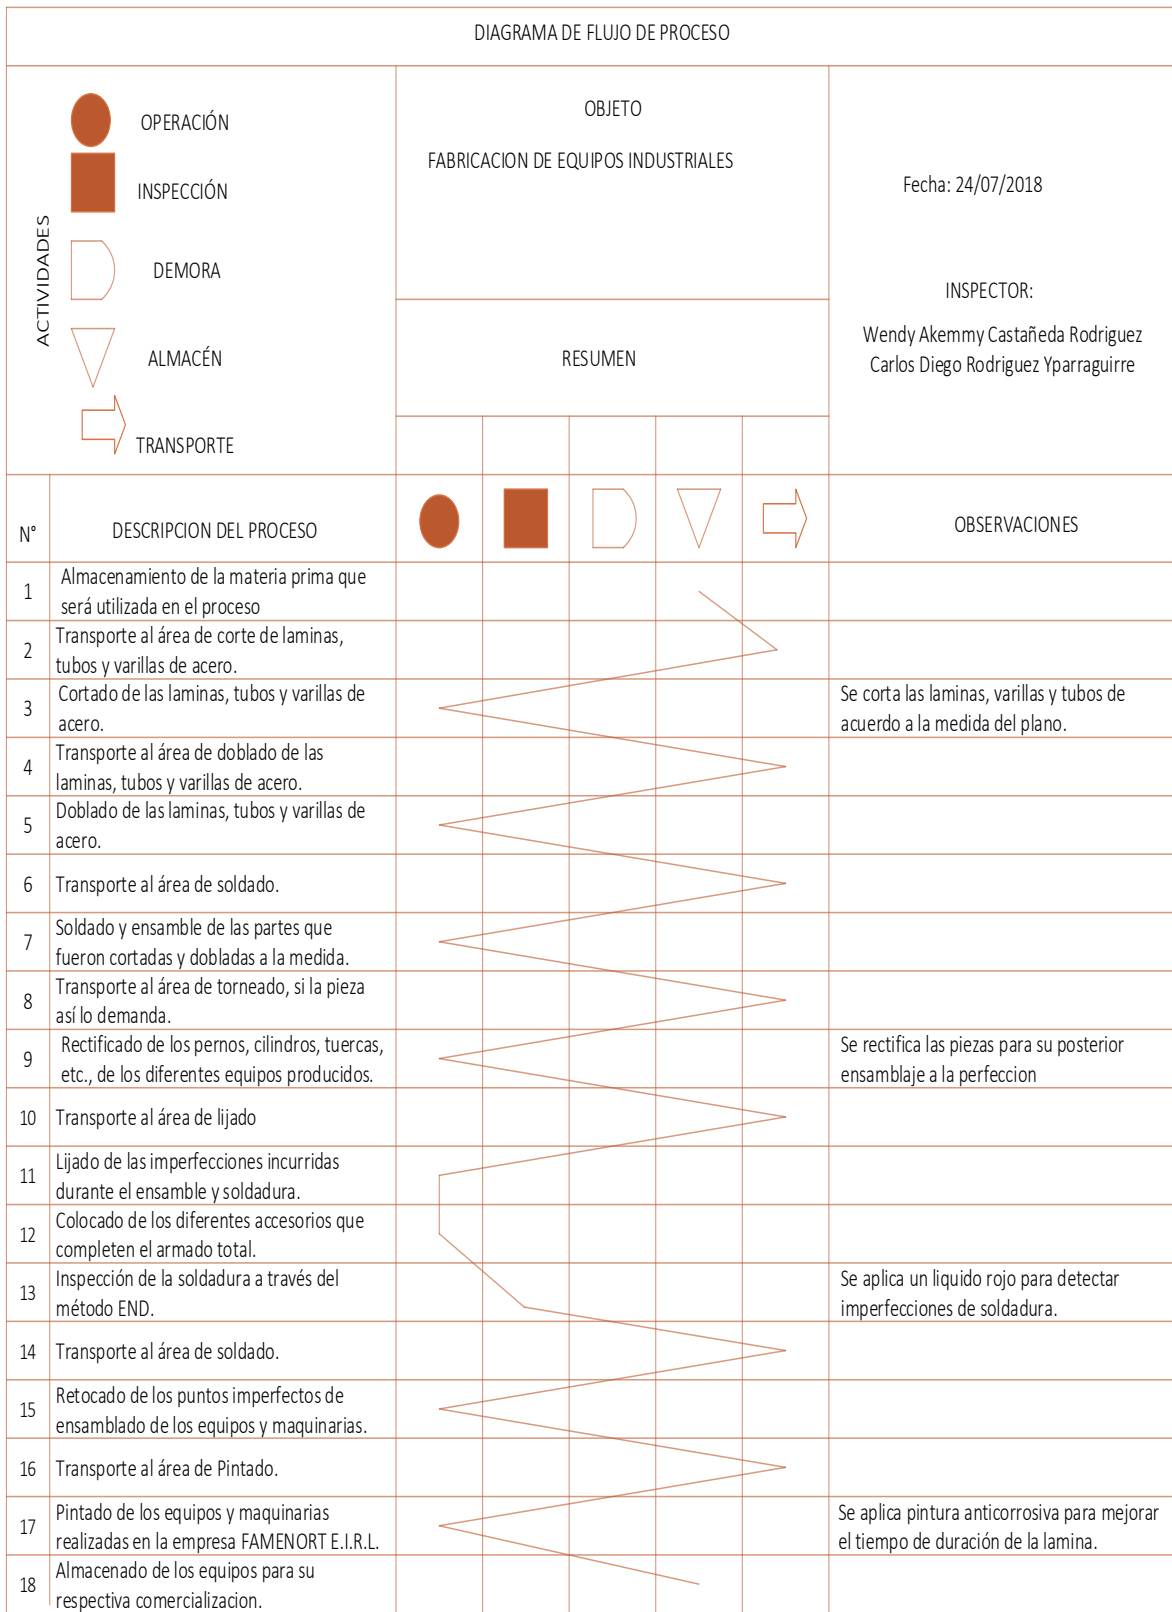 DIAGRAMA DE FLUJO DE PROCESO
ACTIVIDADES
OPERACIÓN
INSPECCIÓN
DEMORA
ALMACÉN
TRANSPORTE
OBJETO
FABRICACION DE EQUIPOS INDUSTRIALES
RESUMEN
Fecha: 24/07/2018
INSPECTOR:
Wendy Akemmy Castañeda Rodriguez
Carlos Diego Rodriguez Yparraguirre
N°
DESCRIPCION DEL PROCESO
OBSERVACIONES
1
Almacenamiento de la materia prima que
será utilizada en el proceso
2
Transporte al área de corte de laminas,
tubos y varillas de acero.
3
Cortado de las laminas, tubos y varillas de
acero.
Se corta las laminas, varillas y tubos de
acuerdo a la medida del plano.
4
Transporte al área de doblado de las
laminas, tubos y varillas de acero.
5
Doblado de las laminas, tubos y varillas de
acero.
6
Transporte al área de soldado.
7
Soldado y ensamble de las partes que
fueron cortadas y dobladas a la medida.
8
Transporte al área de torneado, si la pieza
así lo demanda.
9
Rectificado de los pernos, cilindros, tuercas,
etc., de los diferentes equipos producidos.
Se rectifica las piezas para su posterior
ensamblaje a la perfeccion
10
Transporte al área de lijado
11
Lijado de las imperfecciones incurridas
durante el ensamble y soldadura.
12
Colocado de los diferentes accesorios que
completen el armado total.
13
Inspección de la soldadura a través del
método END.
Se aplica un liquido rojo para detectar
imperfecciones de soldadura.
14
Transporte al área de soldado.
15
Retocado de los puntos imperfectos de
ensamblado de los equipos y maquinarias.
16
Transporte al área de Pintado.
17
Pintado de los equipos y maquinarias
realizadas en la empresa FAMENORT E.I.R.L.
Se aplica pintura anticorrosiva para mejorar
el tiempo de duración de la lamina.
18
Almacenado de los equipos para su
respectiva comercializacion.